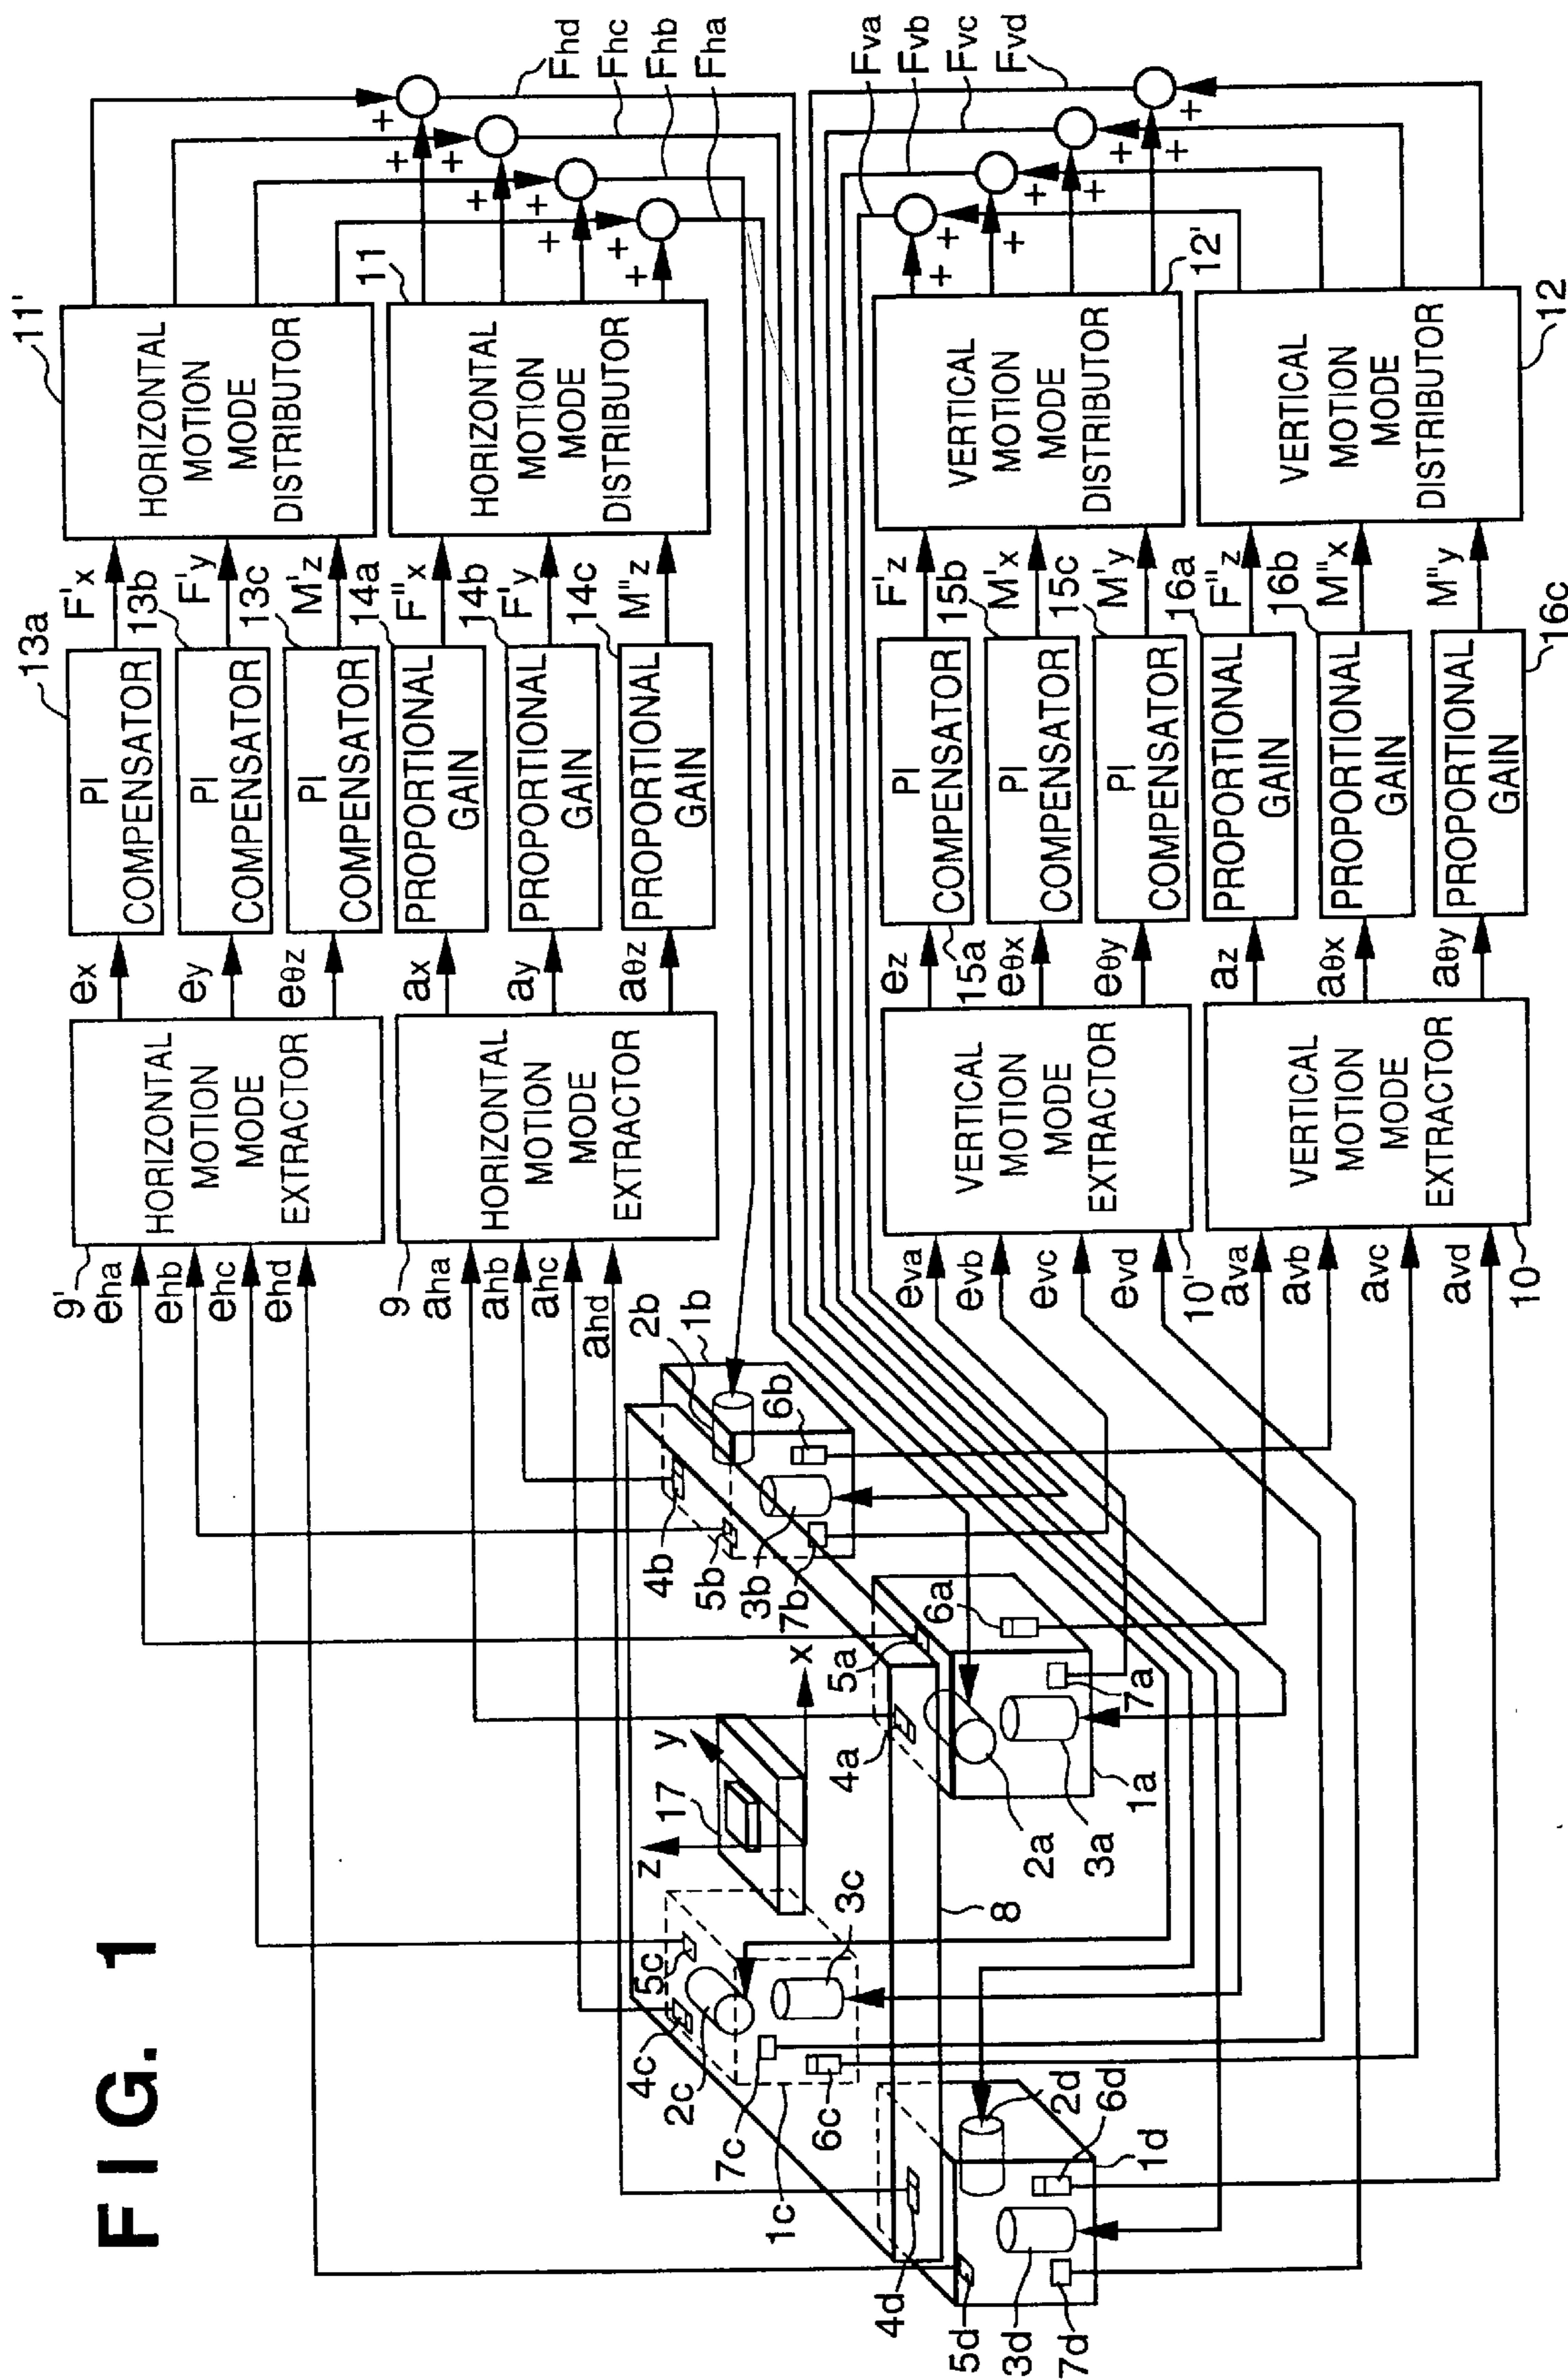 FIG. 1
9'
eha
ehb
ehc
ehd
HORIZONTAL
MOTION
MODE
EXTRACTOR
ex
ey
eθz
13a
PI
COMPENSATOR
13b
PI
COMPENSATOR
13c
PI
COMPENSATOR
F'x
F'y
M'z
11'
HORIZONTAL
MOTION
MODE
DISTRIBUTOR
9
aha
ahb
ahc
ahd
HORIZONTAL
MOTION
MODE
EXTRACTOR
ax
ay
aθz
14a
PROPORTIONAL
GAIN
14b
PROPORTIONAL
GAIN
14c
PROPORTIONAL
GAIN
F"x
F'y
M"z
11
HORIZONTAL
MOTION
MODE
DISTRIBUTOR
+
+
+
+
+
+
+
+
Fhd
Fhc
Fhb
Fha
4c
5c
2c
3c
7c
6c
1c
z
17
y
x
4b
5b
3b
7b
2b
1b
6b
4a
5a
6a
2a
3a
1a
7a
8
4d
5d
3d
7d
2d
6d
1d
eva
evb
evc
evd
10'
VERTICAL
MOTION
MODE
EXTRACTOR
ez
15a
eθx
eθy
PI
COMPENSATOR
15b
PI
COMPENSATOR
15c
PI
COMPENSATOR
F'z
M'x
M'y
VERTICAL
MOTION
MODE
DISTRIBUTOR
12'
ava
avb
avc
avd
10
VERTICAL
MOTION
MODE
EXTRACTOR
az
aθx
aθy
16a
PROPORTIONAL
GAIN
16b
PROPORTIONAL
GAIN
16c
PROPORTIONAL
GAIN
F"z
M"x
M"y
VERTICAL
MOTION
MODE
DISTRIBUTOR
12
+
+
+
+
+
+
+
+
Fva
Fvb
Fvc
Fvd